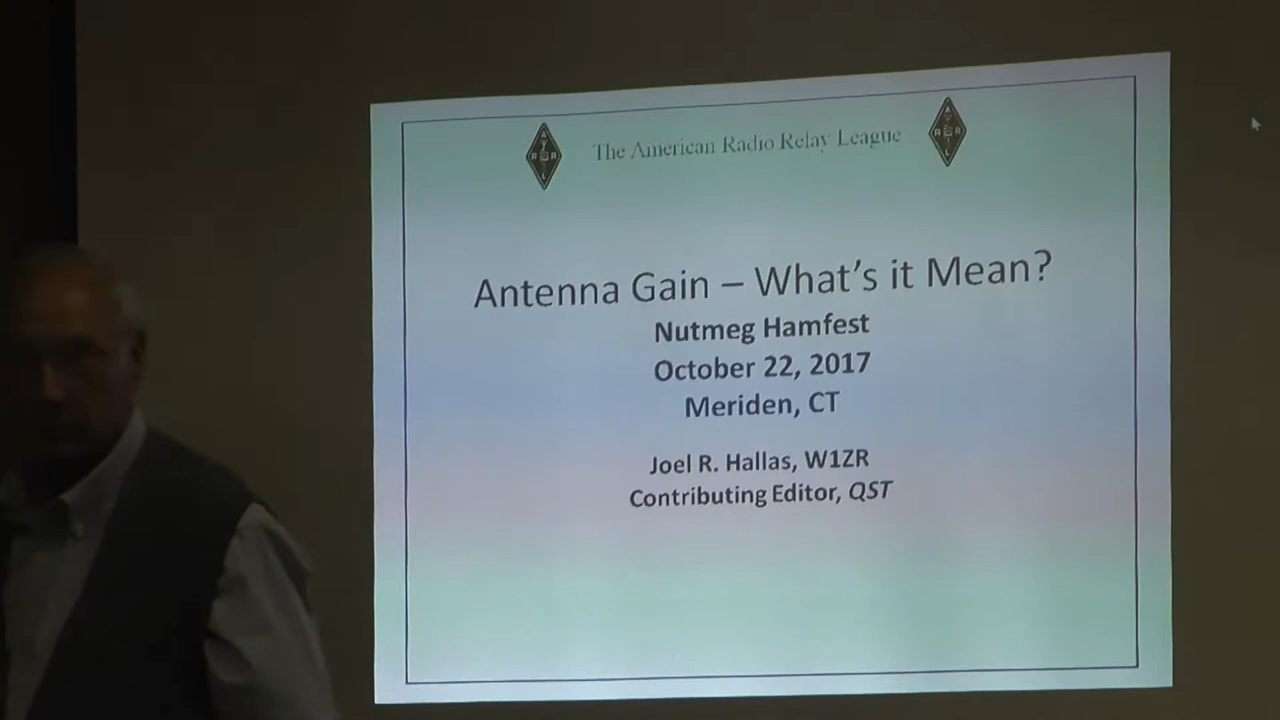 The American Radio Relay League
Antenna Gain – What's it Mean?
Nutmeg Hamfest
October 22, 2017
Meriden, CT
Joel R. Hallas, W1ZR
Contributing Editor, QST